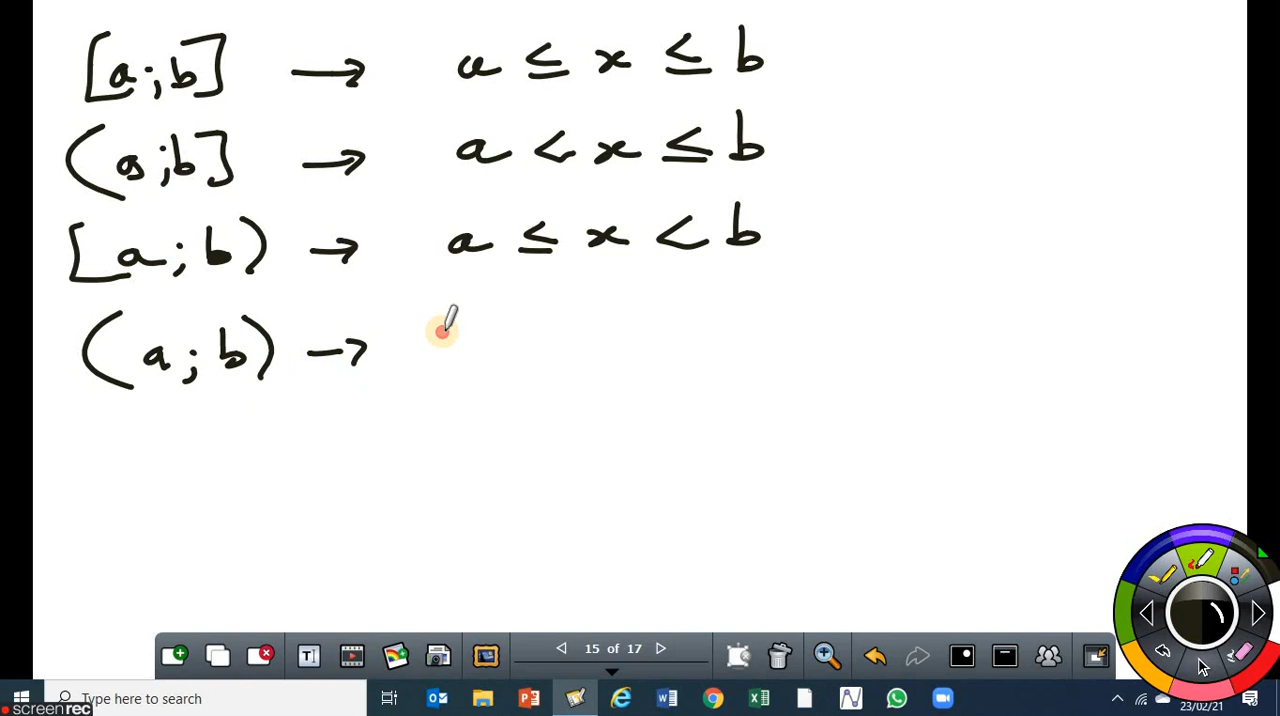 [a;b] → a ≤ x ≤ b
(a;b] → a < x ≤ b
[a;b) → a ≤ x < b
(a;b) →
15 of 17
Type here to search
23/02/21
screenrec